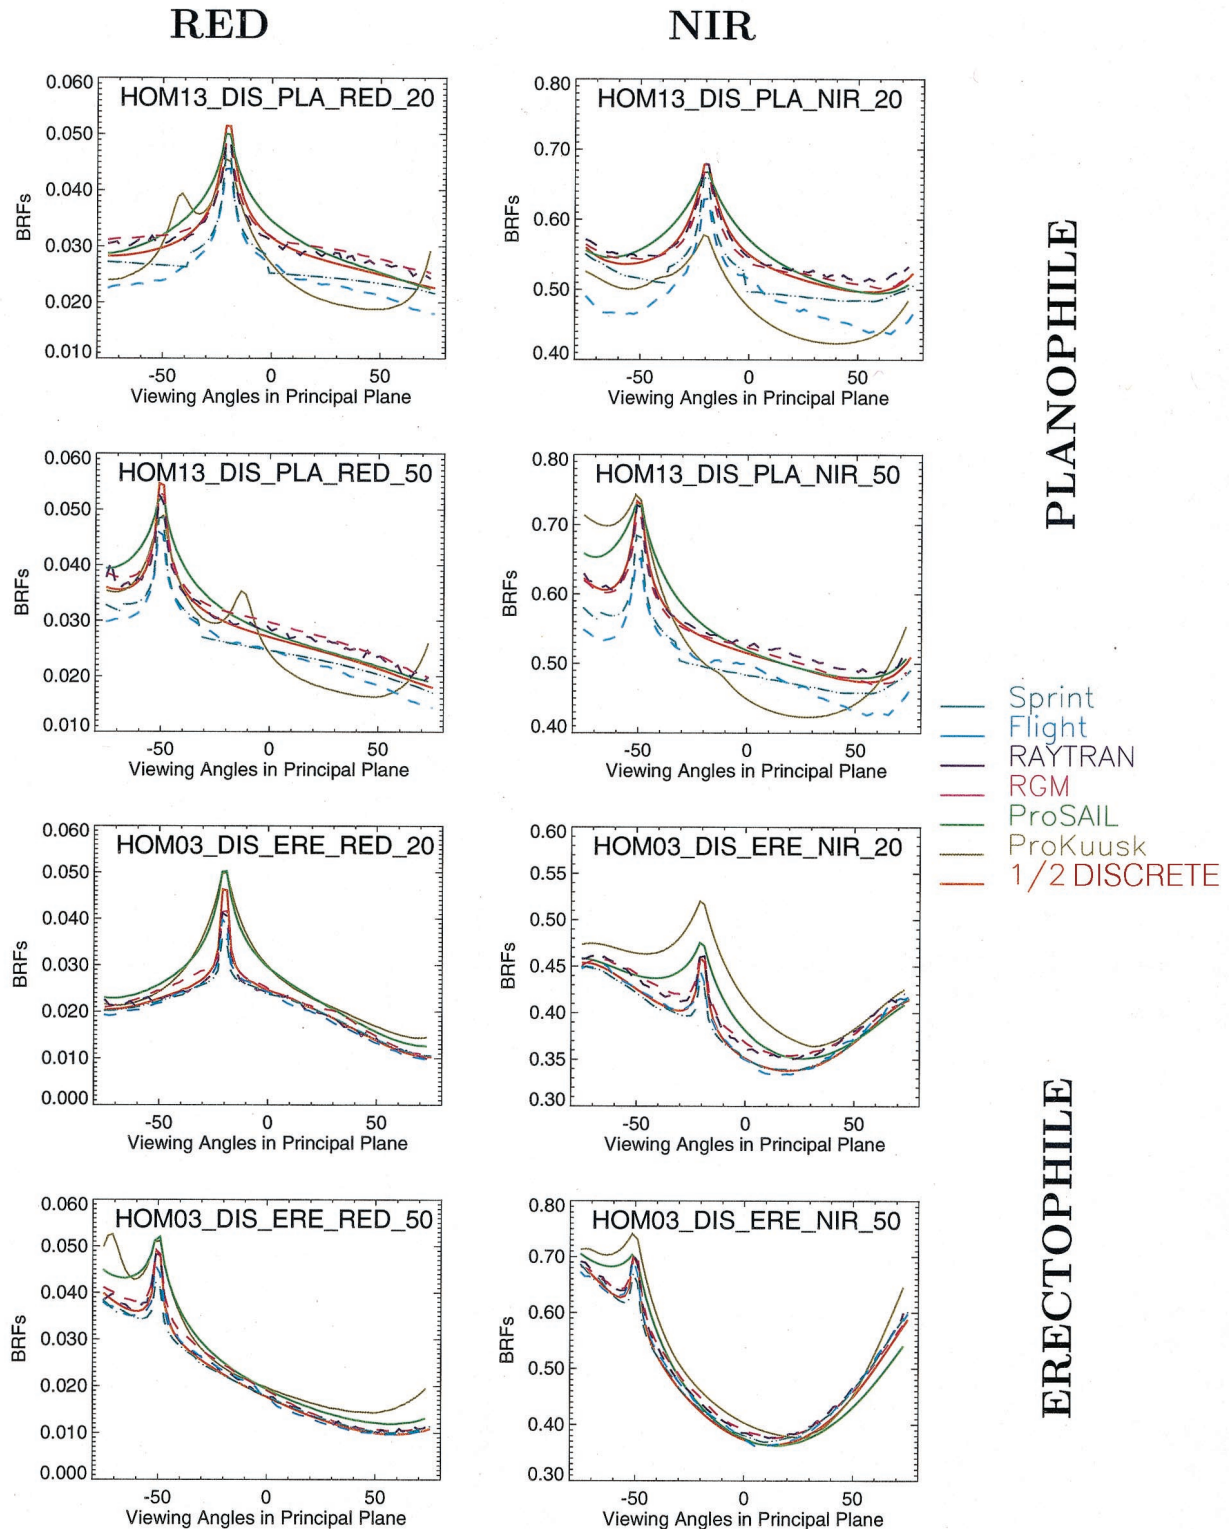 RED
NIR
0.060
0.050
0.040
0.030
0.020
0.010
BRFs
HOM13_DIS_PLA_RED_20
-50 0 50
Viewing Angles in Principal Plane
0.80
0.70
0.60
0.50
0.40
BRFs
HOM13_DIS_PLA_NIR_20
-50 0 50
Viewing Angles in Principal Plane
PLANOPHILE
0.060
0.050
0.040
0.030
0.020
0.010
BRFs
HOM13_DIS_PLA_RED_50
-50 0 50
Viewing Angles in Principal Plane
0.80
0.70
0.60
0.50
0.40
BRFs
HOM13_DIS_PLA_NIR_50
-50 0 50
Viewing Angles in Principal Plane
Sprint
Flight
RAYTRAN
RGM
ProSAIL
ProKuusk
1/2 DISCRETE
0.060
0.050
0.040
0.030
0.020
0.010
0.000
BRFs
HOM03_DIS_ERE_RED_20
-50 0 50
Viewing Angles in Principal Plane
0.60
0.55
0.50
0.45
0.40
0.35
0.30
BRFs
HOM03_DIS_ERE_NIR_20
-50 0 50
Viewing Angles in Principal Plane
ERECTOPHILE
0.060
0.050
0.040
0.030
0.020
0.010
0.000
BRFs
HOM03_DIS_ERE_RED_50
-50 0 50
Viewing Angles in Principal Plane
0.80
0.70
0.60
0.50
0.40
0.30
BRFs
HOM03_DIS_ERE_NIR_50
-50 0 50
Viewing Angles in Principal Plane